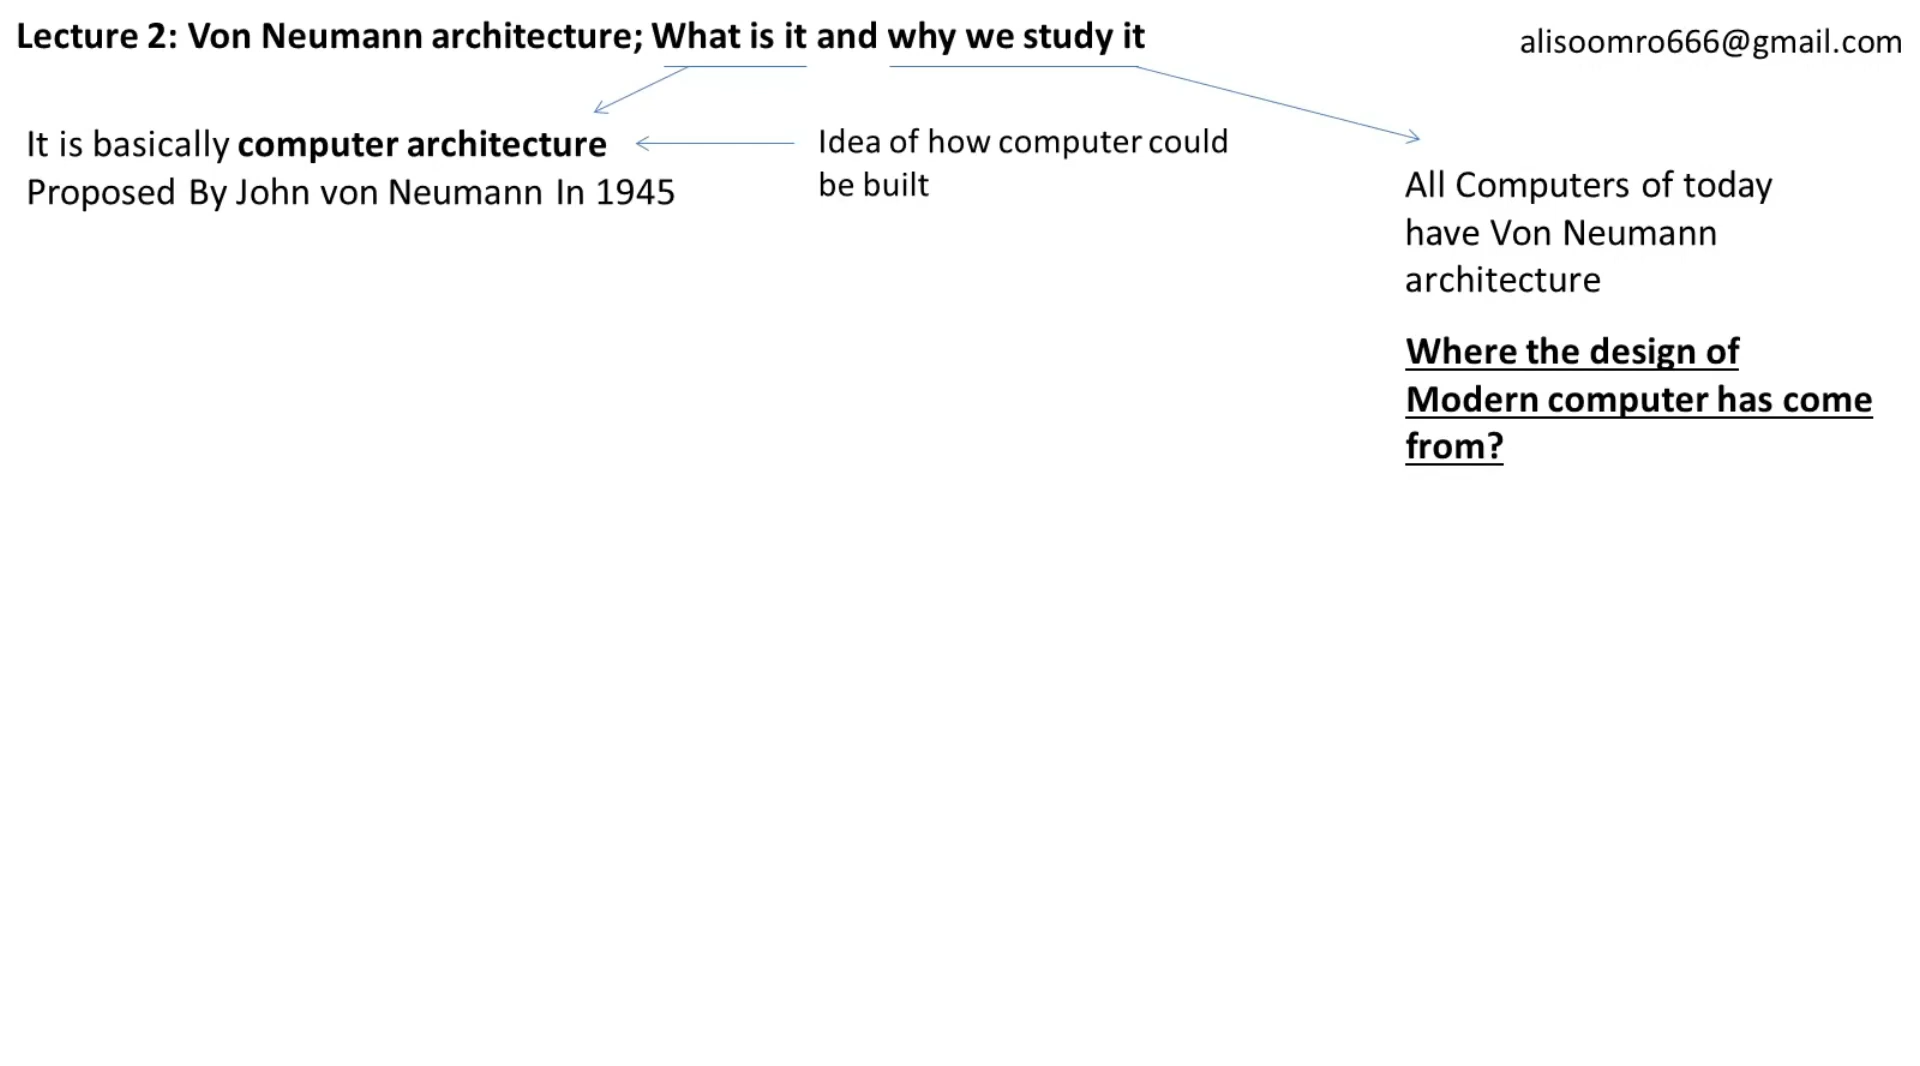 Lecture 2: Von Neumann architecture; What is it and why we study it
alisoomro666@gmail.com
It is basically computer architecture
Proposed By John von Neumann In 1945
Idea of how computer could
be built
All Computers of today
have Von Neumann
architecture
Where the design of
Modern computer has come
from?